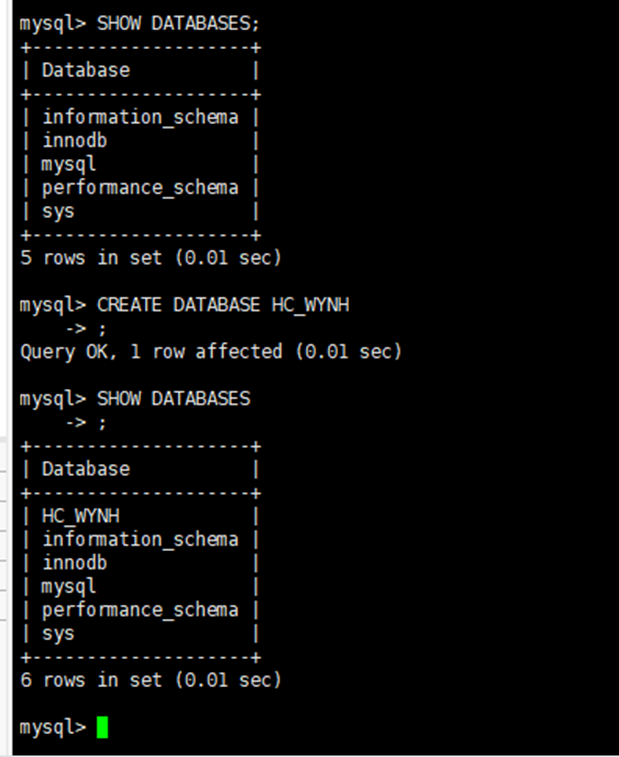 mysql> SHOW DATABASES;
+--------------------+
| Database           |
+--------------------+
| information_schema |
| innodb             |
| mysql              |
| performance_schema |
| sys                |
+--------------------+
5 rows in set (0.01 sec)

mysql> CREATE DATABASE HC_WYNH
    -> ;
Query OK, 1 row affected (0.01 sec)

mysql> SHOW DATABASES
    -> ;
+--------------------+
| Database           |
+--------------------+
| HC_WYNH            |
| information_schema |
| innodb             |
| mysql              |
| performance_schema |
| sys                |
+--------------------+
6 rows in set (0.01 sec)

mysql>